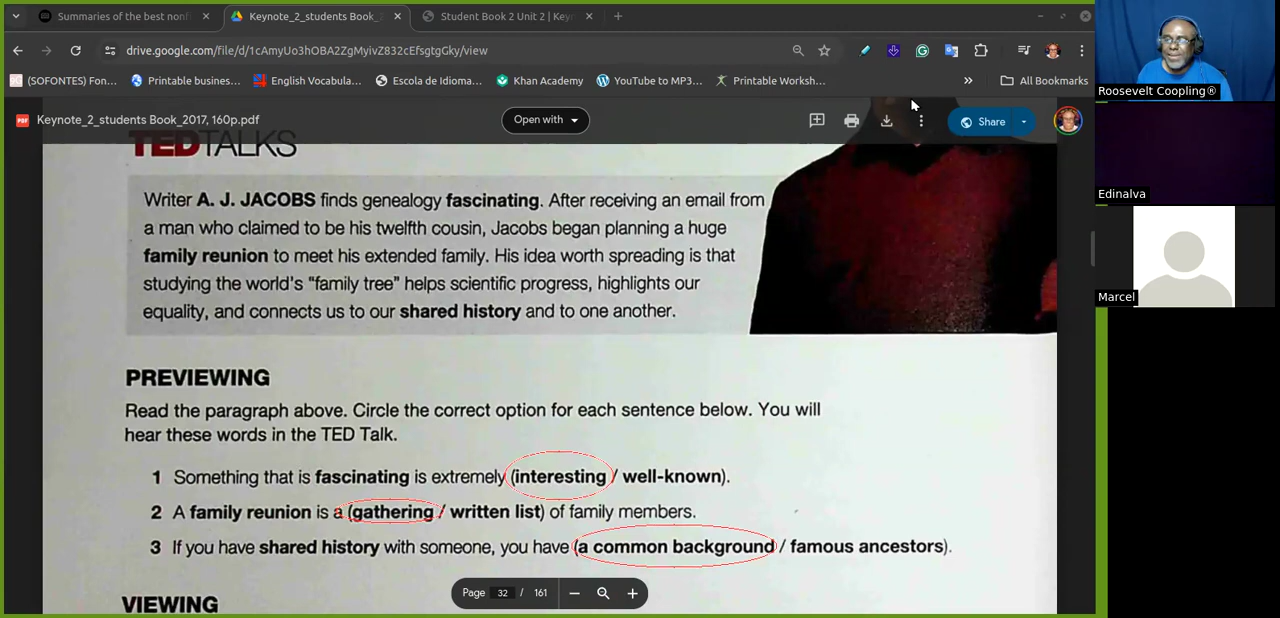 Summaries of the best nonf
Keynote_2_students Book_2
Student Book 2 Unit 2 | Key
drive.google.com/file/d/1cAmyUo3hOBA2ZgMyivZ832cEfsgtgGky/view
(SOFONTES) Fon...
Printable busines...
English Vocabula...
Escola de Idioma...
Khan Academy
YouTube to MP3...
Printable Worksh...
»
All Bookmarks
Keynote_2_students Book_2017, 160p.pdf
Open with
Share
TEDTALKS
Writer A. J. JACOBS finds genealogy fascinating. After receiving an email from
a man who claimed to be his twelfth cousin, Jacobs began planning a huge
family reunion to meet his extended family. His idea worth spreading is that
studying the world's "family tree" helps scientific progress, highlights our
equality, and connects us to our shared history and to one another.
PREVIEWING
Read the paragraph above. Circle the correct option for each sentence below. You will
hear these words in the TED Talk.
1 Something that is fascinating is extremely (interesting / well-known).
2 A family reunion is a (gathering / written list) of family members.
3 If you have shared history with someone, you have (a common background / famous ancestors).
VIEWING
Page 32 / 161
Roosevelt Coopling®
Edinalva
Marcel